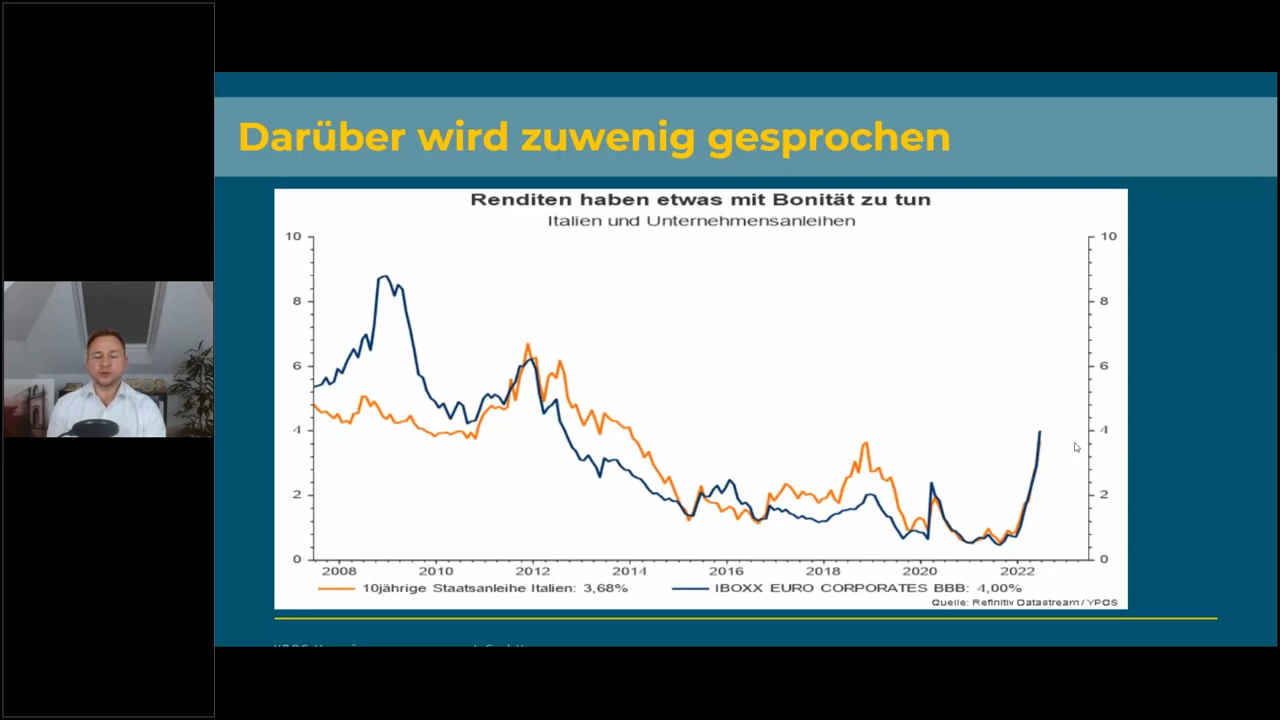 Darüber wird zuwenig gesprochen
Renditen haben etwas mit Bonität zu tun
Italien und Unternehmensanleihen
10 10
8 8
6 6
4 4
2 2
0 0
2008 2010 2012 2014 2016 2018 2020 2022
10jährige Staatsanleihe Italien: 3,68% IBOXX EURO CORPORATES BBB: 4,00%
Quelle: Refinitiv Datastream / YPOS